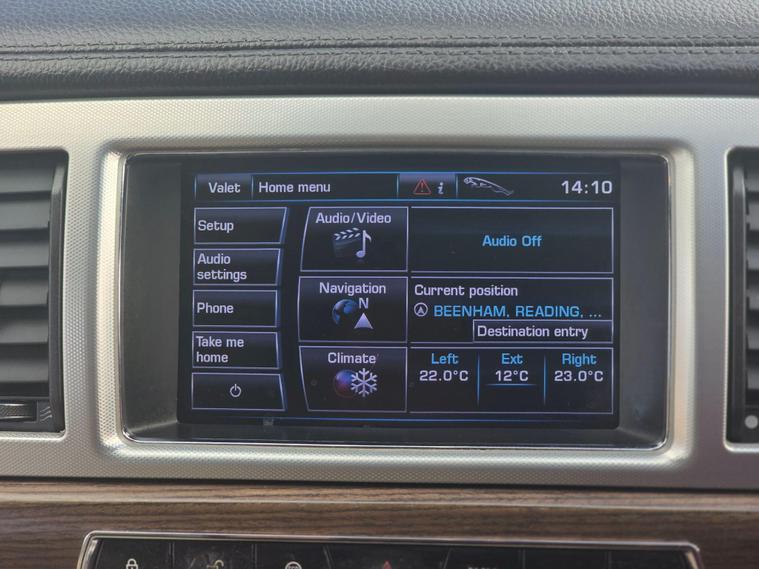 Valet
Home menu
i
14:10
Setup
Audio/Video
Audio Off
Audio
settings
Phone
Navigation
N
Current position
BEENHAM, READING, ...
Destination entry
Take me
home
Climate
Left
Ext
Right
22.0°C
12°C
23.0°C